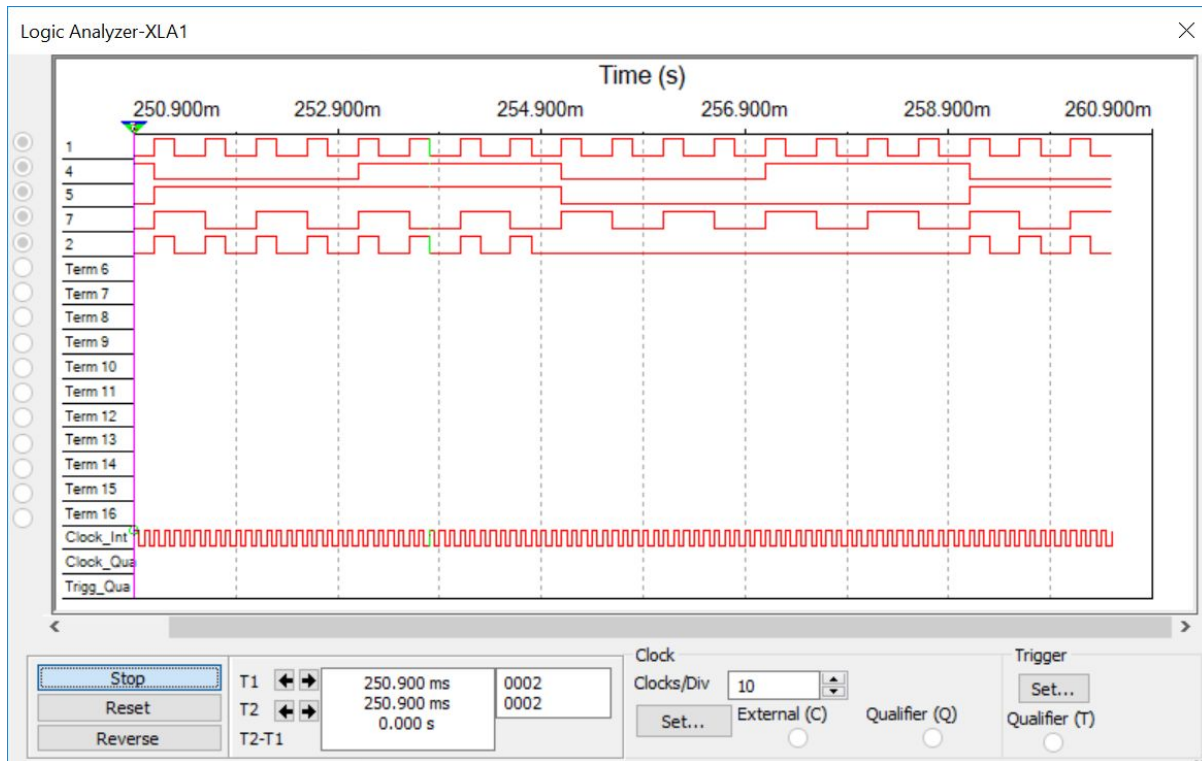 Logic Analyzer-XLA1
Time (s)
250.900m 252.900m 254.900m 256.900m 258.900m 260.900m
1
4
5
7
2
Term 6
Term 7
Term 8
Term 9
Term 10
Term 11
Term 12
Term 13
Term 14
Term 15
Term 16
Clock_Int
Clock_Qua
Trigg_Qua
Stop
Reset
Reverse
T1
T2
T2-T1
250.900 ms
250.900 ms
0.000 s
0002
0002
Clock
Clocks/Div 10
Set...
External (C)
Qualifier (Q)
Trigger
Set...
Qualifier (T)